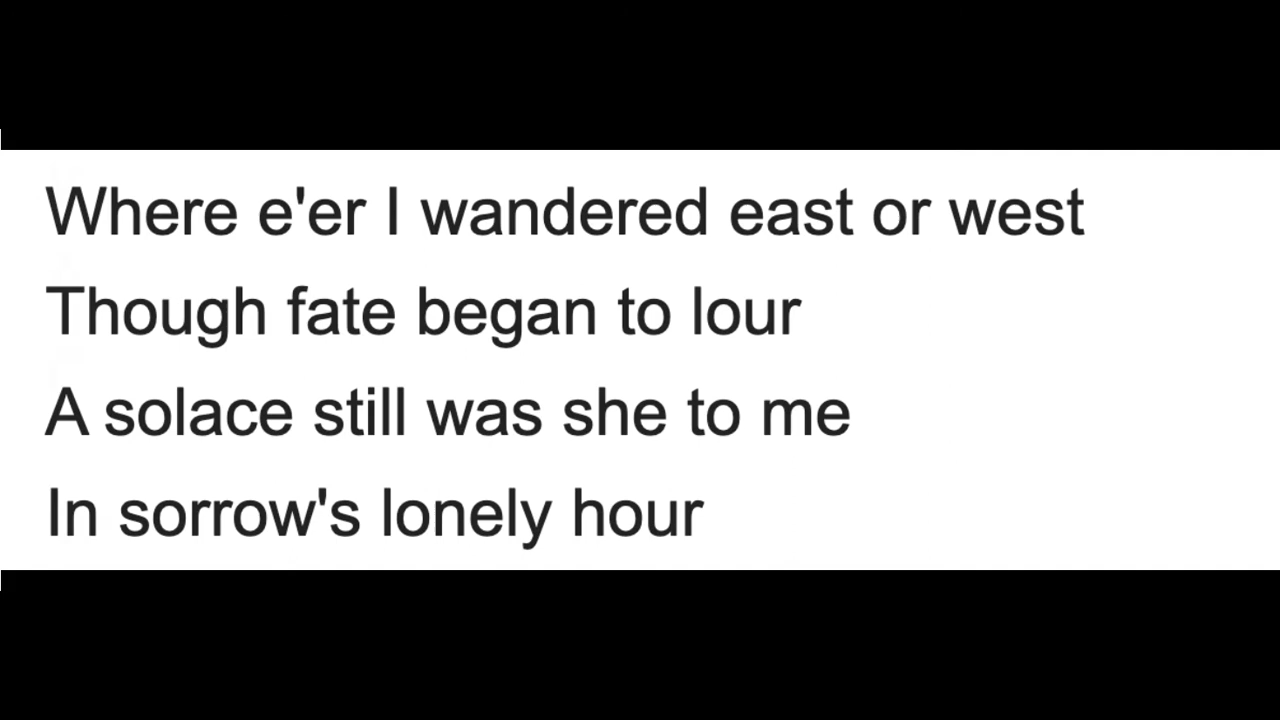 Where e'er I wandered east or west
Though fate began to lour
A solace still was she to me
In sorrow's lonely hour